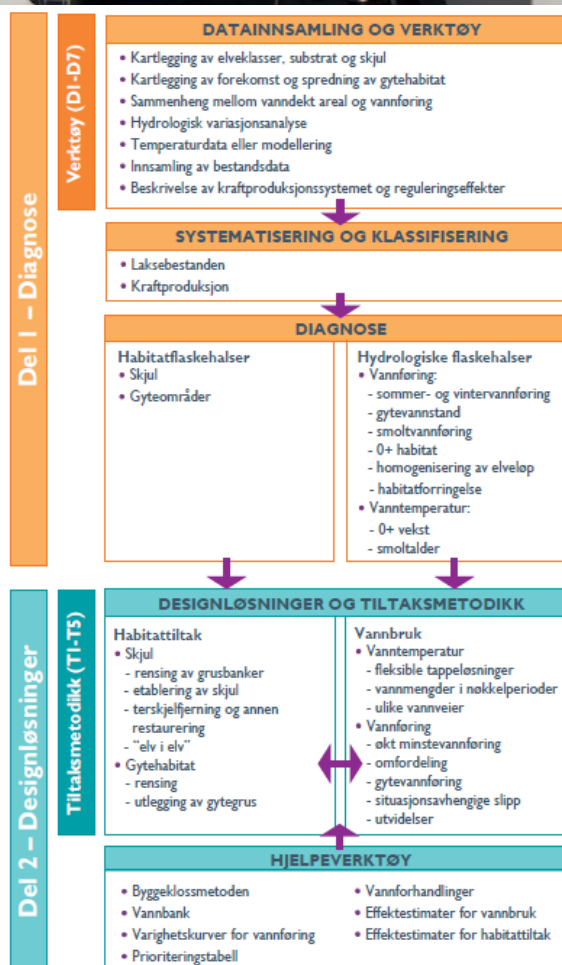 Del 1 – Diagnose
Verktøy (D1-D7)
DATAINNSAMLING OG VERKTØY
• Kartlegging av elveklasser, substrat og skjul
• Kartlegging av forekomst og spredning av gytehabitat
• Sammenheng mellom vanndekt areal og vannføring
• Hydrologisk variasjonsanalyse
• Temperaturdata eller modellering
• Innsamling av bestandsdata
• Beskrivelse av kraftproduksjonssystemet og reguleringseffekter
SYSTEMATISERING OG KLASSIFISERING
• Laksebestanden
• Kraftproduksjon
DIAGNOSE
Habitatflaskehalser
• Skjul
• Gyteområder
Hydrologiske flaskehalser
• Vannføring:
- sommer- og vintervannføring
- gytevannstand
- smoltvannføring
- 0+ habitat
- homogenisering av elveløp
- habitatforringelse
• Vanntemperatur:
- 0+ vekst
- smoltalder
Del 2 – Designløsninger
Tiltaksmetodikk (T1-T5)
DESIGNLØSNINGER OG TILTAKSMETODIKK
Habitattiltak
• Skjul
- rensing av grusbanker
- etablering av skjul
- terskjelfjerning og annen
restaurering
- "elv i elv"
• Gytehabitat
- rensing
- utlegging av gytegrus
Vannbruk
• Vanntemperatur
- fleksible tappeløsninger
- vannmengder i nøkkelperioder
- ulike vannveier
• Vannføring
- økt minstevannføring
- omfordeling
- gytevannføring
- situasjonsavhengige slipp
- utvidelser
HJELPEVERKTØY
• Byggeklossmetoden
• Vannbank
• Varighetskurver for vannføring
• Prioriteringstabell
• Vannforhandlinger
• Effektestimater for vannbruk
• Effektestimater for habitattiltak